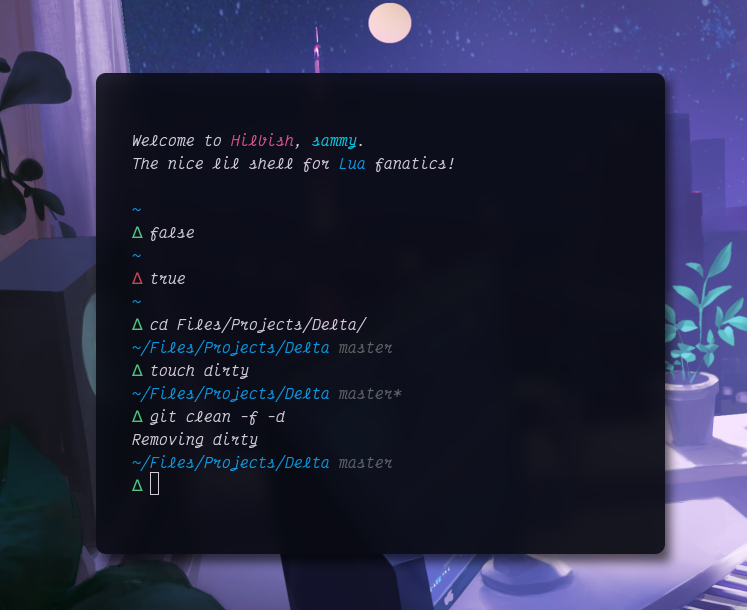 Welcome to Hilbish, sammy.
The nice lil shell for Lua fanatics!
~
Δ false
~
Δ true
~
Δ cd Files/Projects/Delta/
~/Files/Projects/Delta master
Δ touch dirty
~/Files/Projects/Delta master*
Δ git clean -f -d
Removing dirty
~/Files/Projects/Delta master
Δ